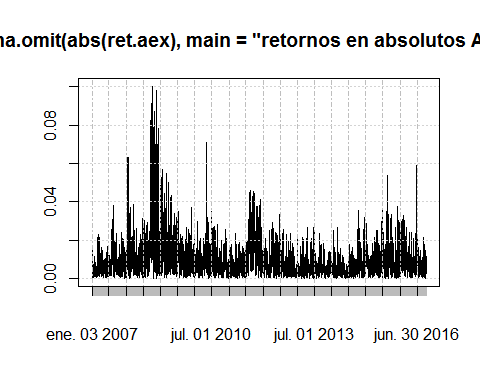 na.omit(abs(ret.aex), main = "retornos en absolutos A
0.08
0.04
0.00
ene. 03 2007 jul. 01 2010 jul. 01 2013 jun. 30 2016